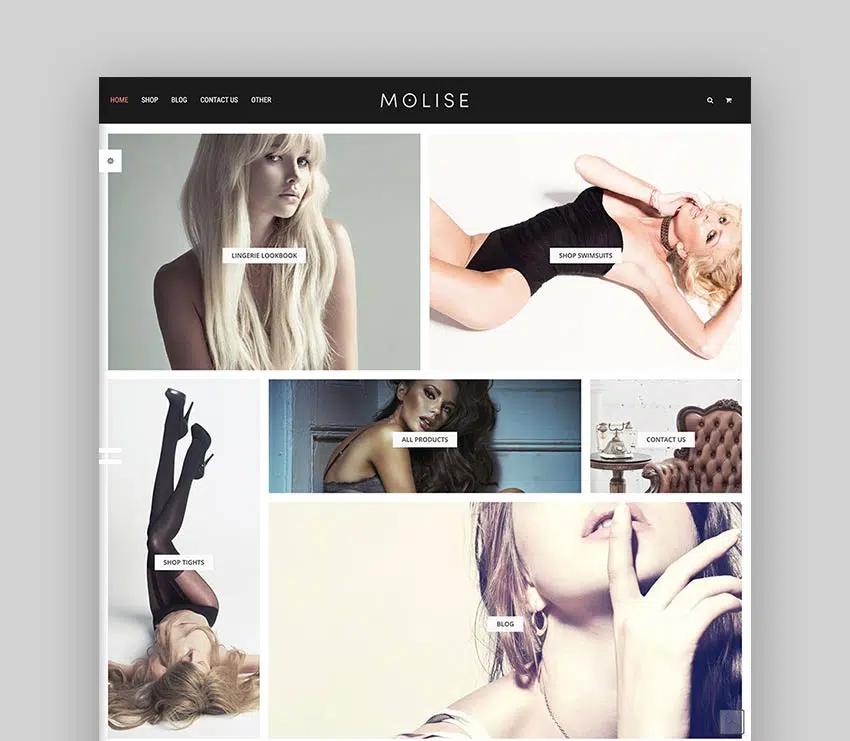 HOME SHOP BLOG CONTACT US OTHER
MOLISE
LINGERIE LOOKBOOK
SHOP SWIMSUITS
ALL PRODUCTS
CONTACT US
SHOP TIGHTS
BLOG